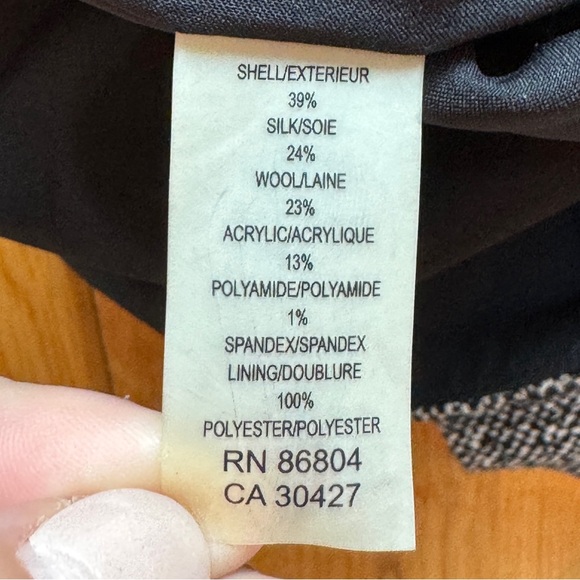 SHELL/EXTERIEUR
39%
SILK/SOIE
24%
WOOL/LAINE
23%
ACRYLIC/ACRYLIQUE
13%
POLYAMIDE/POLYAMIDE
1%
SPANDEX/SPANDEX
LINING/DOUBLURE
100%
POLYESTER/POLYESTER
RN 86804
CA 30427